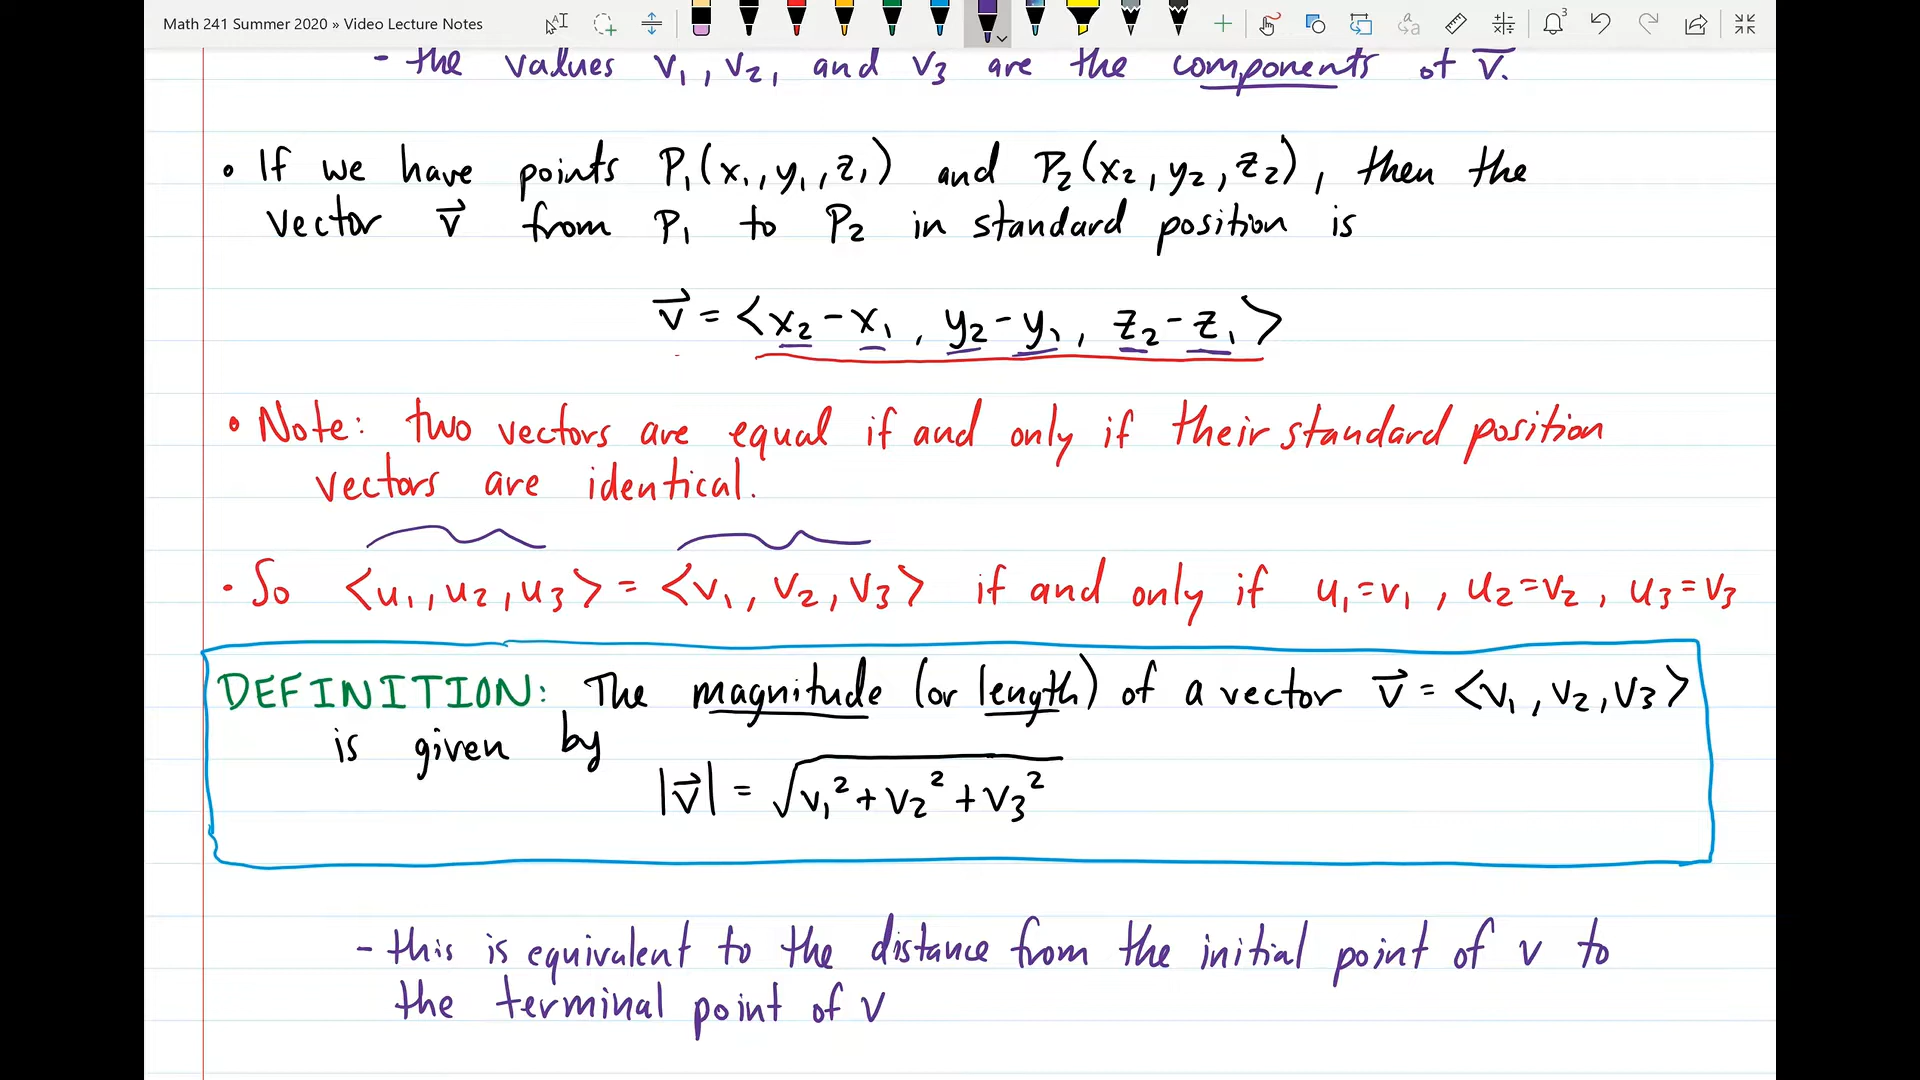 Math 241 Summer 2020 » Video Lecture Notes
3
- the values v₁, v₂, and v₃ are the components of v⃗.
• If we have points P₁(x₁, y₁, z₁) and P₂(x₂, y₂, z₂), then the
vector v⃗ from P₁ to P₂ in standard position is
v⃗ = <x₂ - x₁, y₂ - y₁, z₂ - z₁>
• Note: two vectors are equal if and only if their standard position
vectors are identical.
• So <u₁, u₂, u₃> = <v₁, v₂, v₃> if and only if u₁=v₁, u₂=v₂, u₃=v₃
DEFINITION: The magnitude (or length) of a vector v⃗ = <v₁, v₂, v₃>
is given by
|v⃗| = √(v₁² + v₂² + v₃²)
- this is equivalent to the distance from the initial point of v to
the terminal point of v